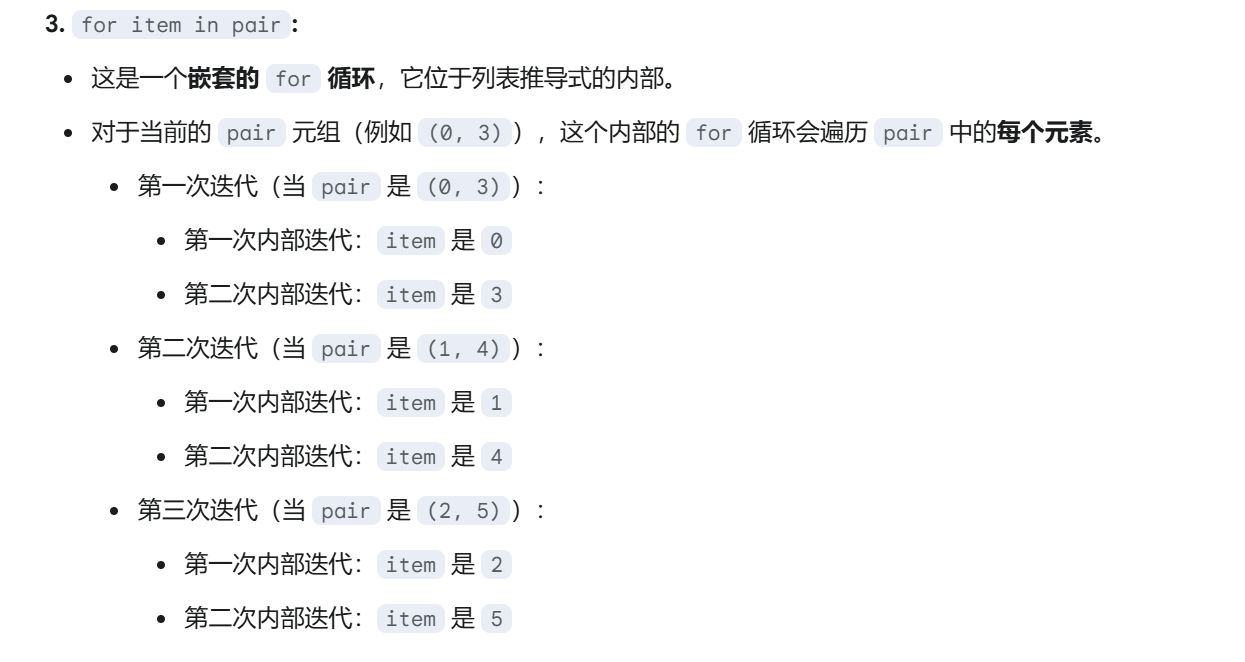 3. for item in pair:
• 这是一个嵌套的 for 循环，它位于列表推导式的内部。
• 对于当前的 pair 元组（例如 (0, 3)），这个内部的 for 循环会遍历 pair 中的每个元素。
• 第一次迭代（当 pair 是 (0, 3)）：
• 第一次内部迭代：item 是 0
• 第二次内部迭代：item 是 3
• 第二次迭代（当 pair 是 (1, 4)）：
• 第一次内部迭代：item 是 1
• 第二次内部迭代：item 是 4
• 第三次迭代（当 pair 是 (2, 5)）：
• 第一次内部迭代：item 是 2
• 第二次内部迭代：item 是 5